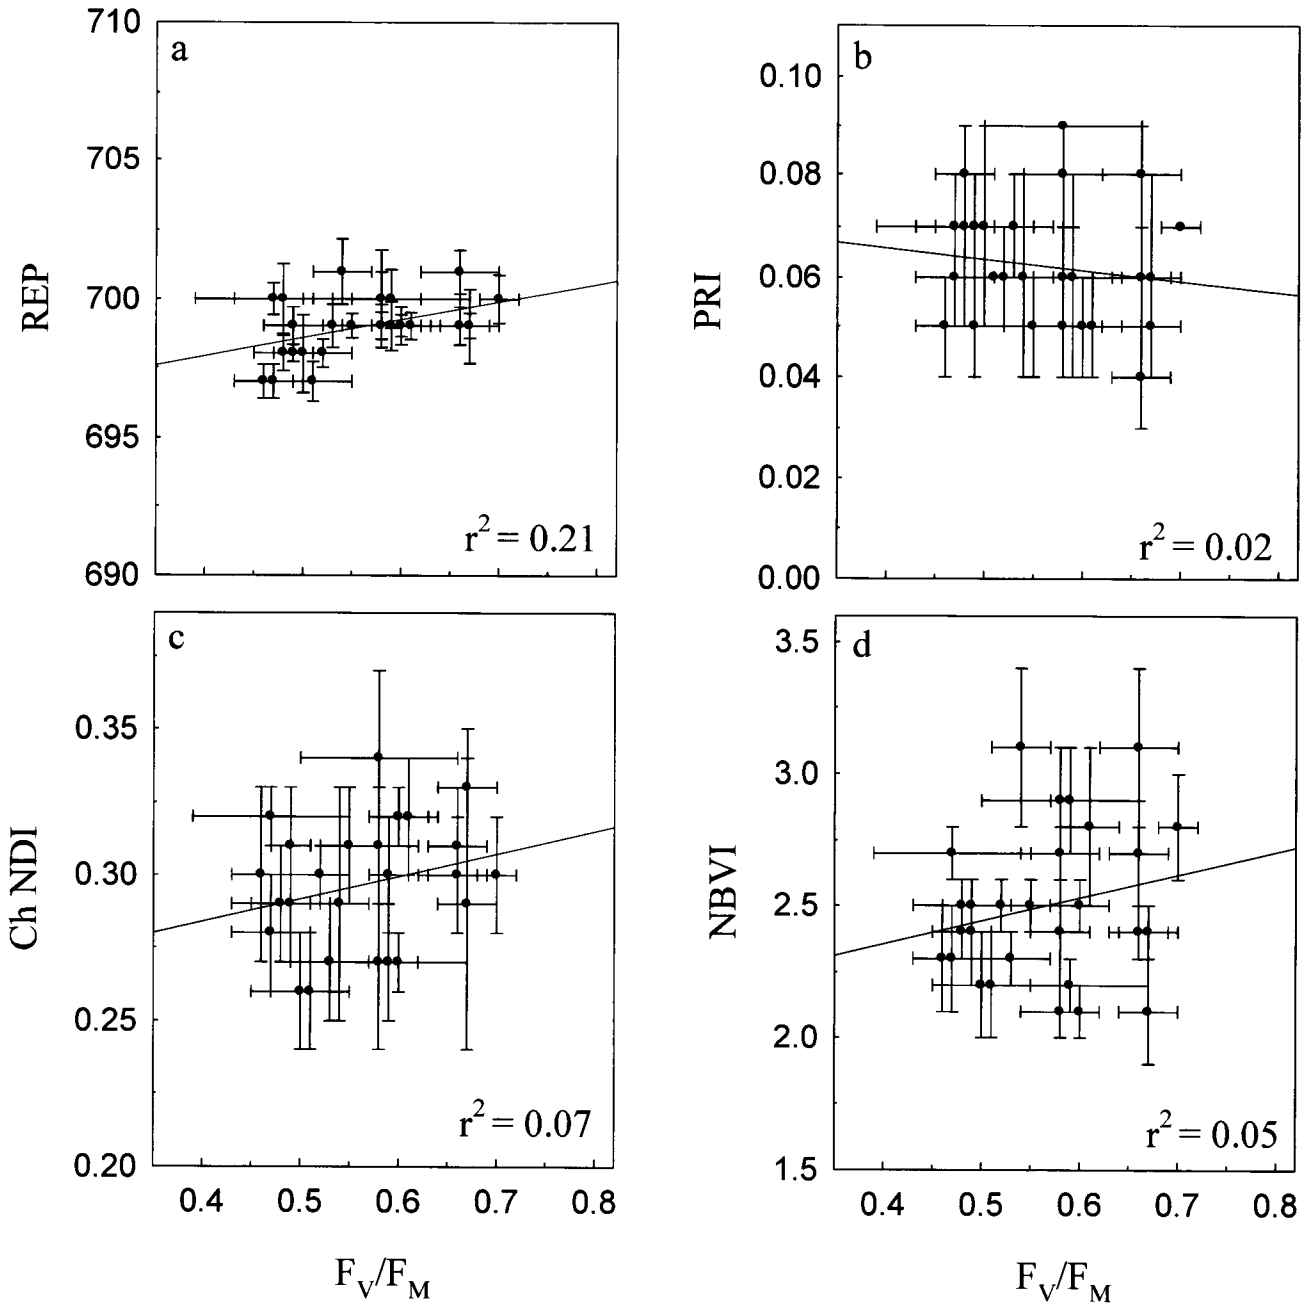 a
REP
710
705
700
695
690
r² = 0.21
b
PRI
0.10
0.08
0.06
0.04
0.02
0.00
r² = 0.02
c
Ch NDI
0.35
0.30
0.25
0.20
r² = 0.07
0.4 0.5 0.6 0.7 0.8
F_V/F_M
d
NBVI
3.5
3.0
2.5
2.0
1.5
r² = 0.05
0.4 0.5 0.6 0.7 0.8
F_V/F_M